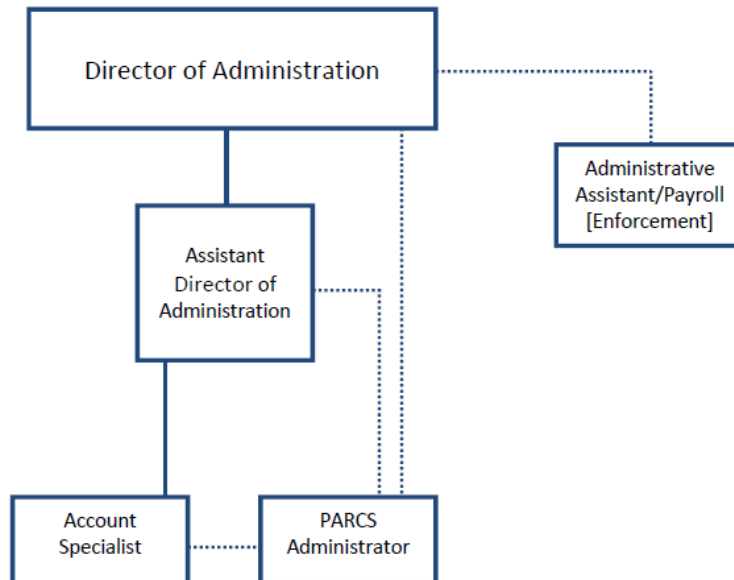 Director of Administration
Administrative
Assistant/Payroll
[Enforcement]
Assistant
Director of
Administration
Account
Specialist
PARCS
Administrator